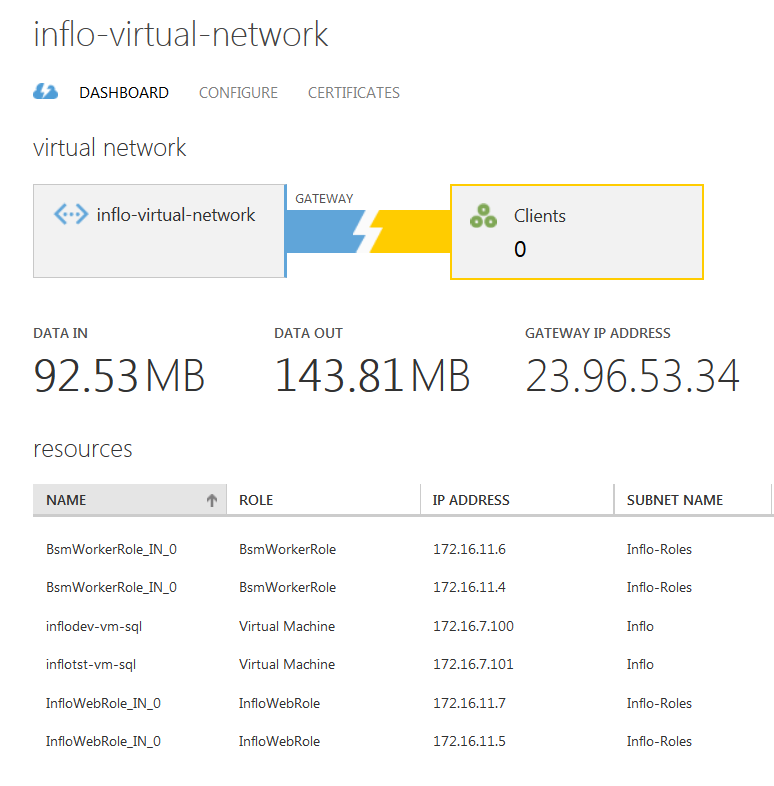 inflo-virtual-network
DASHBOARD CONFIGURE CERTIFICATES
virtual network
inflo-virtual-network
GATEWAY
Clients
0
DATA IN DATA OUT GATEWAY IP ADDRESS
92.53 MB 143.81 MB 23.96.53.34
resources
NAME ROLE IP ADDRESS SUBNET NAME
BsmWorkerRole_IN_0 BsmWorkerRole 172.16.11.6 Inflo-Roles
BsmWorkerRole_IN_0 BsmWorkerRole 172.16.11.4 Inflo-Roles
inflodev-vm-sql Virtual Machine 172.16.7.100 Inflo
inflotst-vm-sql Virtual Machine 172.16.7.101 Inflo
InfloWebRole_IN_0 InfloWebRole 172.16.11.7 Inflo-Roles
InfloWebRole_IN_0 InfloWebRole 172.16.11.5 Inflo-Roles